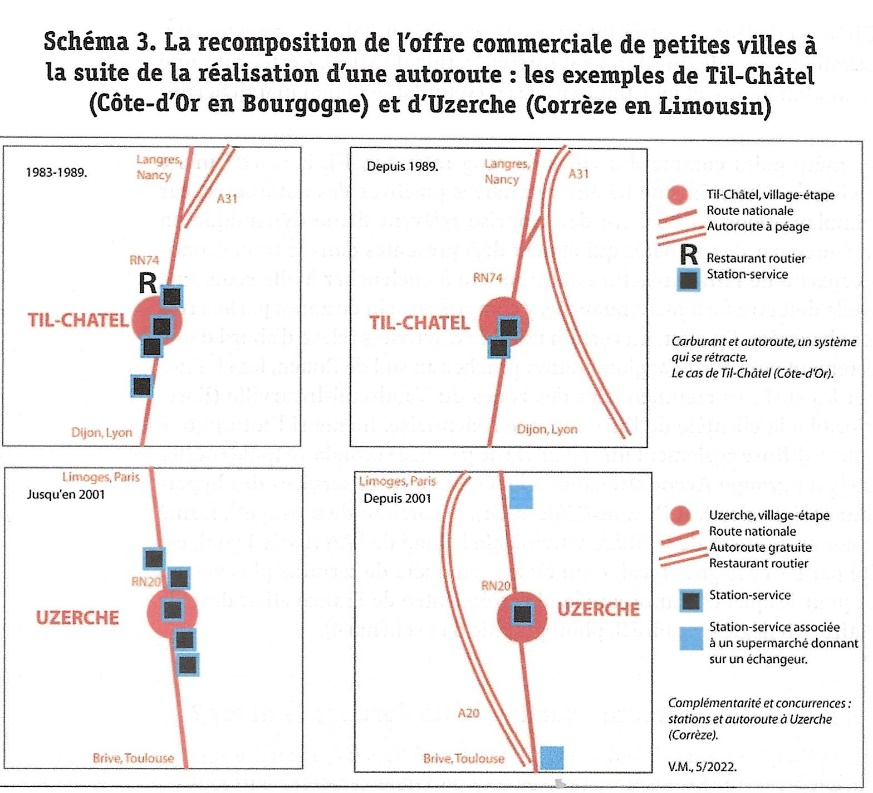 Schéma 3. La recomposition de l'offre commerciale de petites villes à
la suite de la réalisation d'une autoroute : les exemples de Til-Châtel
(Côte-d'Or en Bourgogne) et d'Uzerche (Corrèze en Limousin)
1983-1989.
Langres,
Nancy
A31
RN74
R
TIL-CHATEL
Dijon, Lyon
Depuis 1989.
Langres,
Nancy
A31
RN74
TIL-CHATEL
Dijon, Lyon
Til-Châtel, village-étape
Route nationale
Autoroute à péage
R Restaurant routier
Station-service
Carburant et autoroute, un système
qui se rétracte.
Le cas de Til-Châtel (Côte-d'Or).
Limoges, Paris
Jusqu'en 2001
RN20
UZERCHE
Brive, Toulouse
Limoges, Paris
Depuis 2001
RN20
UZERCHE
A20
Brive, Toulouse
Uzerche, village-étape
Route nationale
Autoroute gratuite
Restaurant routier
Station-service
Station-service associée
à un supermarché donnant
sur un échangeur.
Complémentarité et concurrences :
stations et autoroute à Uzerche
(Corrèze).
V.M., 5/2022.